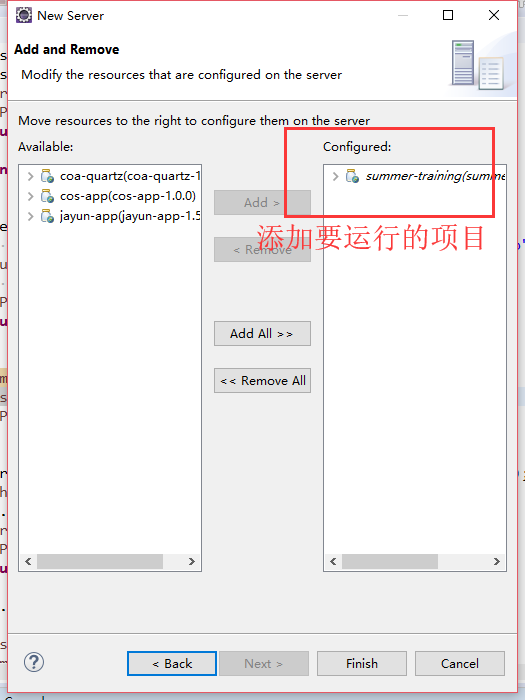 New Server
Add and Remove
Modify the resources that are configured on the server
Move resources to the right to configure them on the server
Available:
Configured:
coa-quartz(coa-quartz-1
cos-app(cos-app-1.0.0)
jayun-app(jayun-app-1.5
summer-training(summe
Add >
添加要运行的项目
< Remove
Add All >>
<< Remove All
< Back
Next >
Finish
Cancel